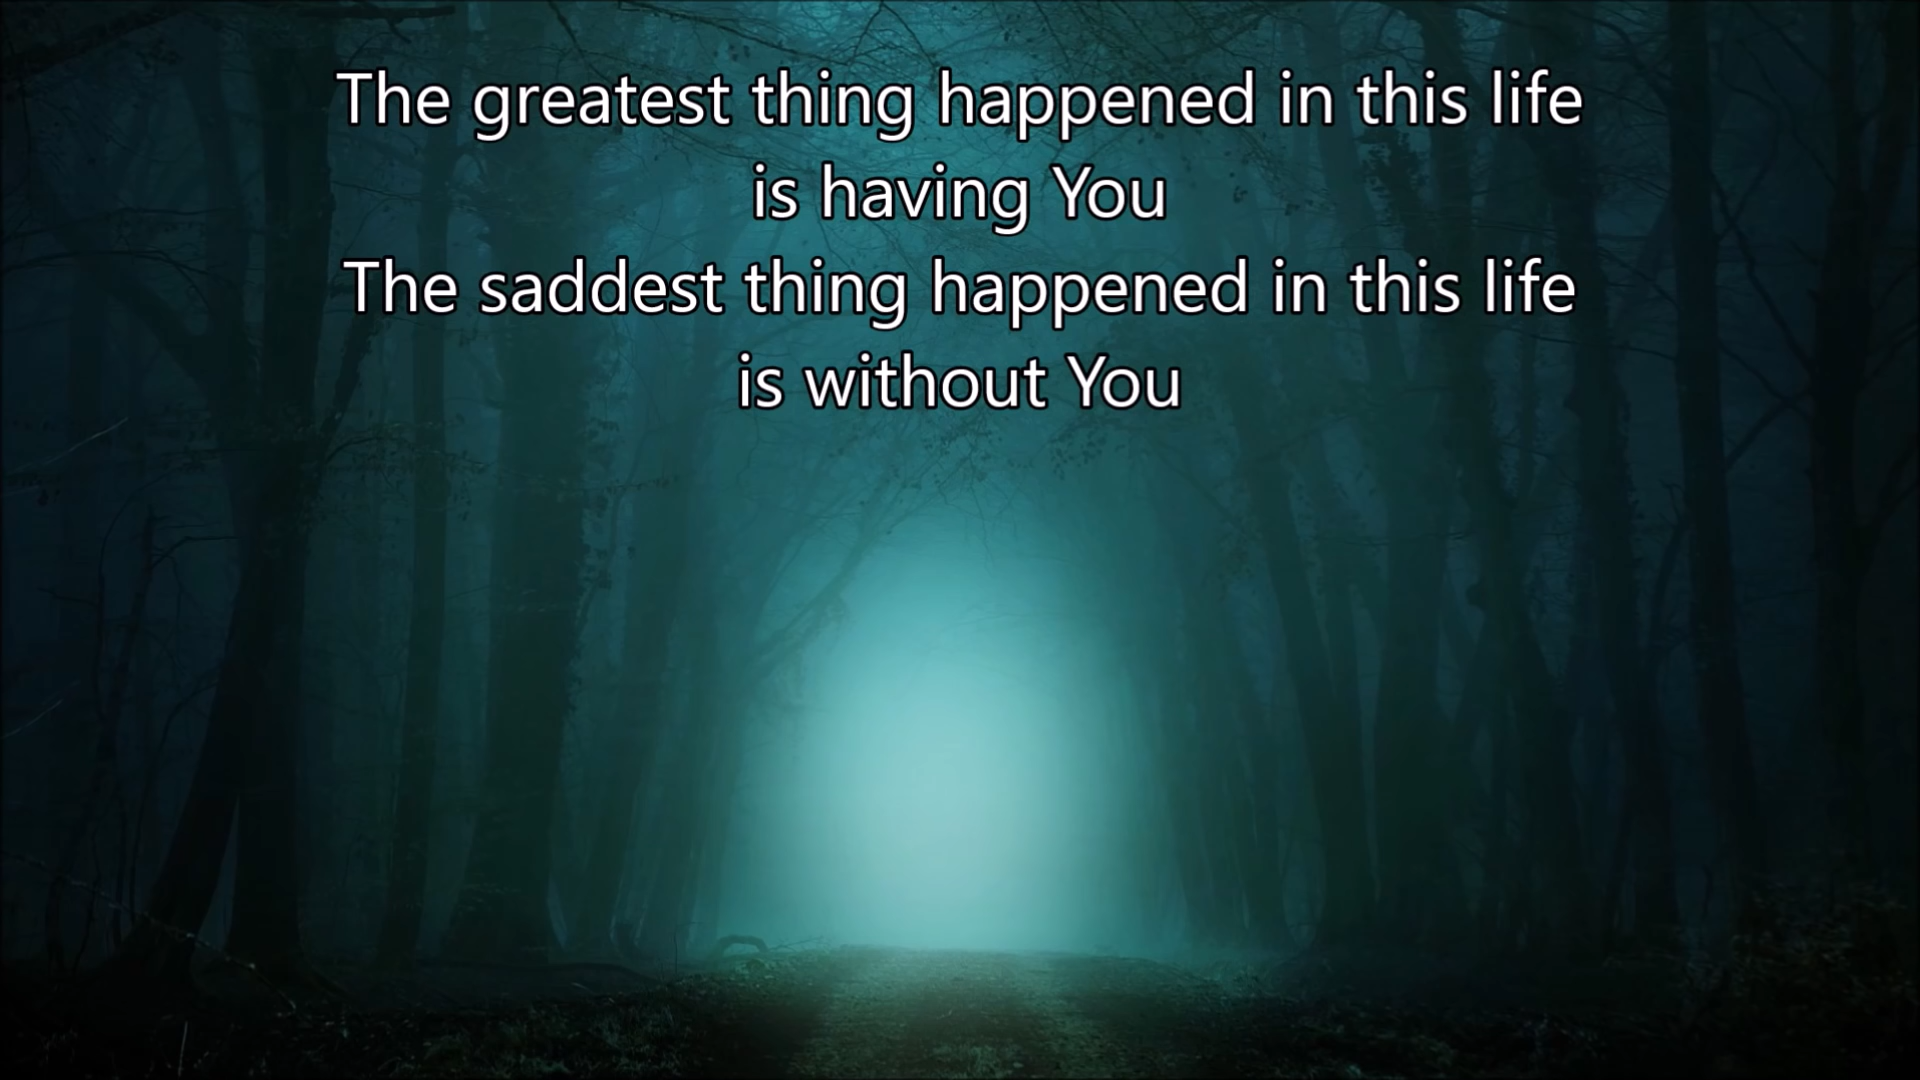 The greatest thing happened in this life
is having You
The saddest thing happened in this life
is without You